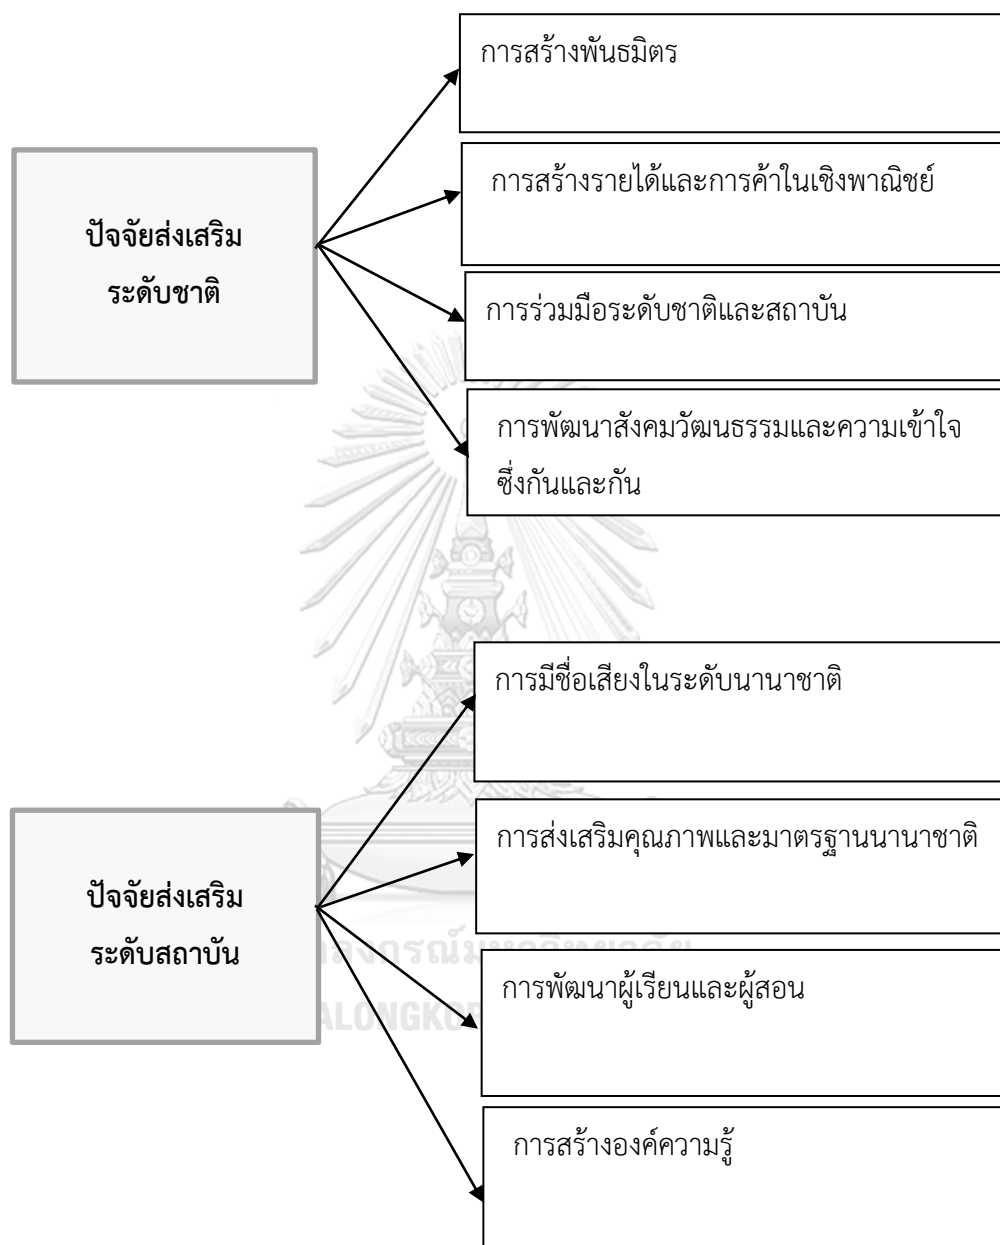 การสร้างพันธมิตร
การสร้างรายได้และการค้าในเชิงพาณิชย์
ปัจจัยส่งเสริม
ระดับชาติ
การร่วมมือระดับชาติและสถาบัน
การพัฒนาสังคมวัฒนธรรมและความเข้าใจ
ซึ่งกันและกัน
การมีชื่อเสียงในระดับนานาชาติ
การส่งเสริมคุณภาพและมาตรฐานนานาชาติ
ปัจจัยส่งเสริม
ระดับสถาบัน
การพัฒนาผู้เรียนและผู้สอน
การสร้างองค์ความรู้